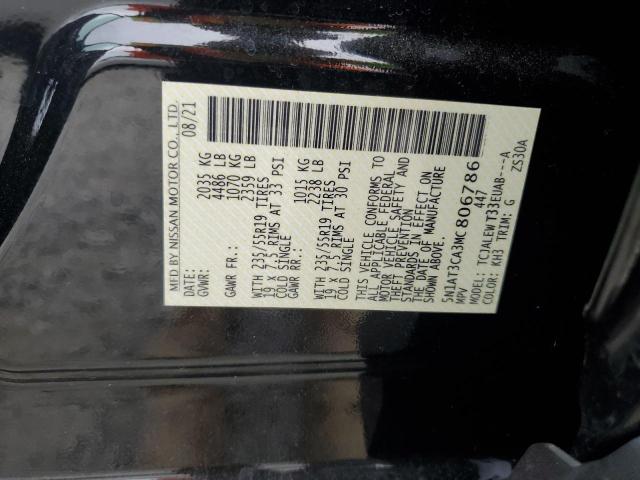 MFD BY NISSAN MOTOR CO., LTD.
DATE: 08/21
GVWR: 2035 KG
4486 LB
GAWR FR: 1070 KG
2359 LB
WITH 235/55R19 TIRES
19 X 7.5 RIMS AT 33 PSI
COLD SINGLE
GAWR RR: 1015 KG
2238 LB
WITH 235/55R19 TIRES
19 X 7.5 RIMS AT 30 PSI
COLD SINGLE
THIS VEHICLE CONFORMS TO
ALL APPLICABLE FEDERAL
MOTOR VEHICLE SAFETY AND
THEFT PREVENTION
STANDARDS IN EFFECT ON
THE DATE OF MANUFACTURE
SHOWN ABOVE.
5N1AT3CA3MC806786
MPV 447
MODEL: TCJALEWT33EUAB---A
COLOR: KH3 TRIM: G ZS30A